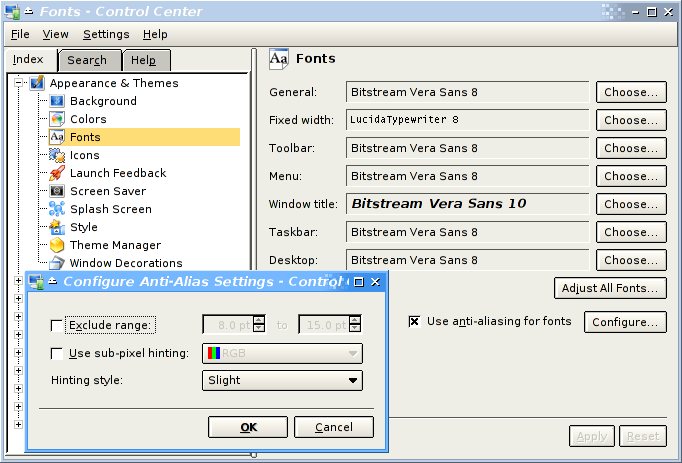 Fonts - Control Center
File View Settings Help
Index Search Help
Appearance & Themes
Background
Colors
Fonts
Icons
Launch Feedback
Screen Saver
Splash Screen
Style
Theme Manager
Window Decorations
Fonts
General: Bitstream Vera Sans 8 Choose...
Fixed width: LucidaTypewriter 8 Choose...
Toolbar: Bitstream Vera Sans 8 Choose...
Menu: Bitstream Vera Sans 8 Choose...
Window title: Bitstream Vera Sans 10 Choose...
Taskbar: Bitstream Vera Sans 8 Choose...
Desktop: Bitstream Vera Sans 8 Choose...
Adjust All Fonts...
Use anti-aliasing for fonts Configure...
Apply Reset
Configure Anti-Alias Settings - Control C
Exclude range: 8.0 pt to 15.0 pt
Use sub-pixel hinting: RGB
Hinting style: Slight
OK Cancel